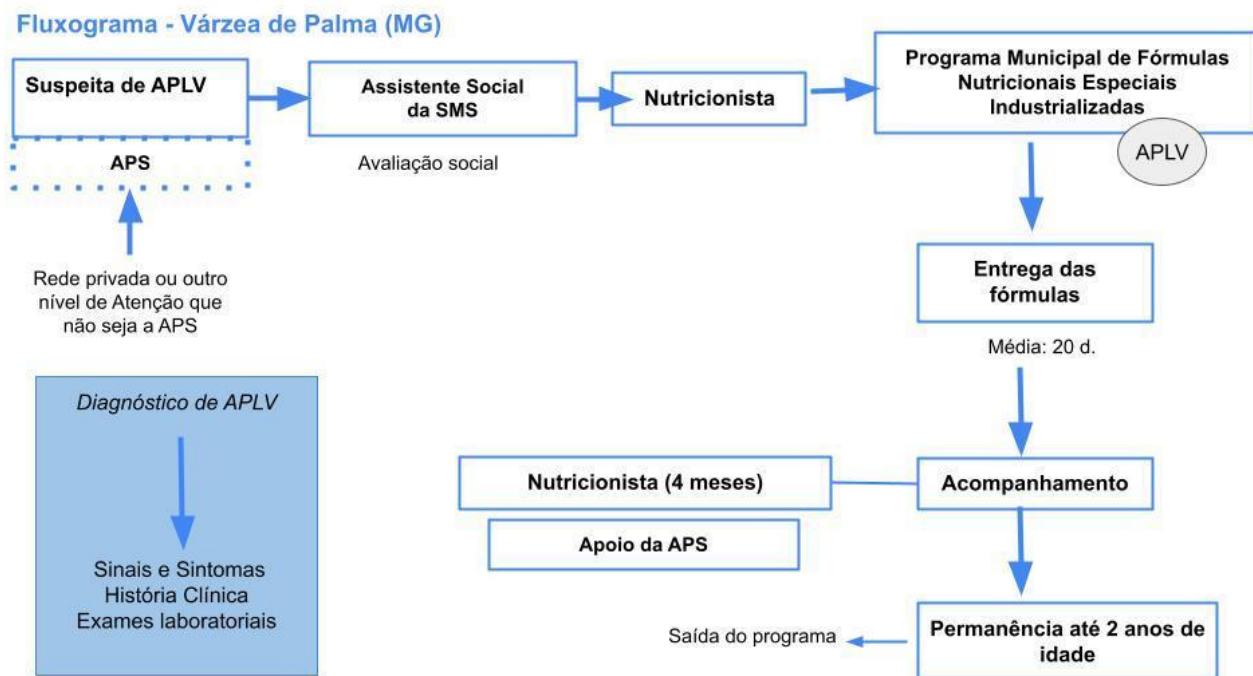 Fluxograma - Várzea de Palma (MG)
Suspeita de APLV
APS
Rede privada ou outro
nível de Atenção que
não seja a APS
Assistente Social
da SMS
Avaliação social
Nutricionista
Programa Municipal de Fórmulas
Nutricionais Especiais
Industrializadas
APLV
Entrega das
fórmulas
Média: 20 d.
Acompanhamento
Nutricionista (4 meses)
Apoio da APS
Permanência até 2 anos de
idade
Saída do programa
Diagnóstico de APLV
Sinais e Sintomas
História Clínica
Exames laboratoriais